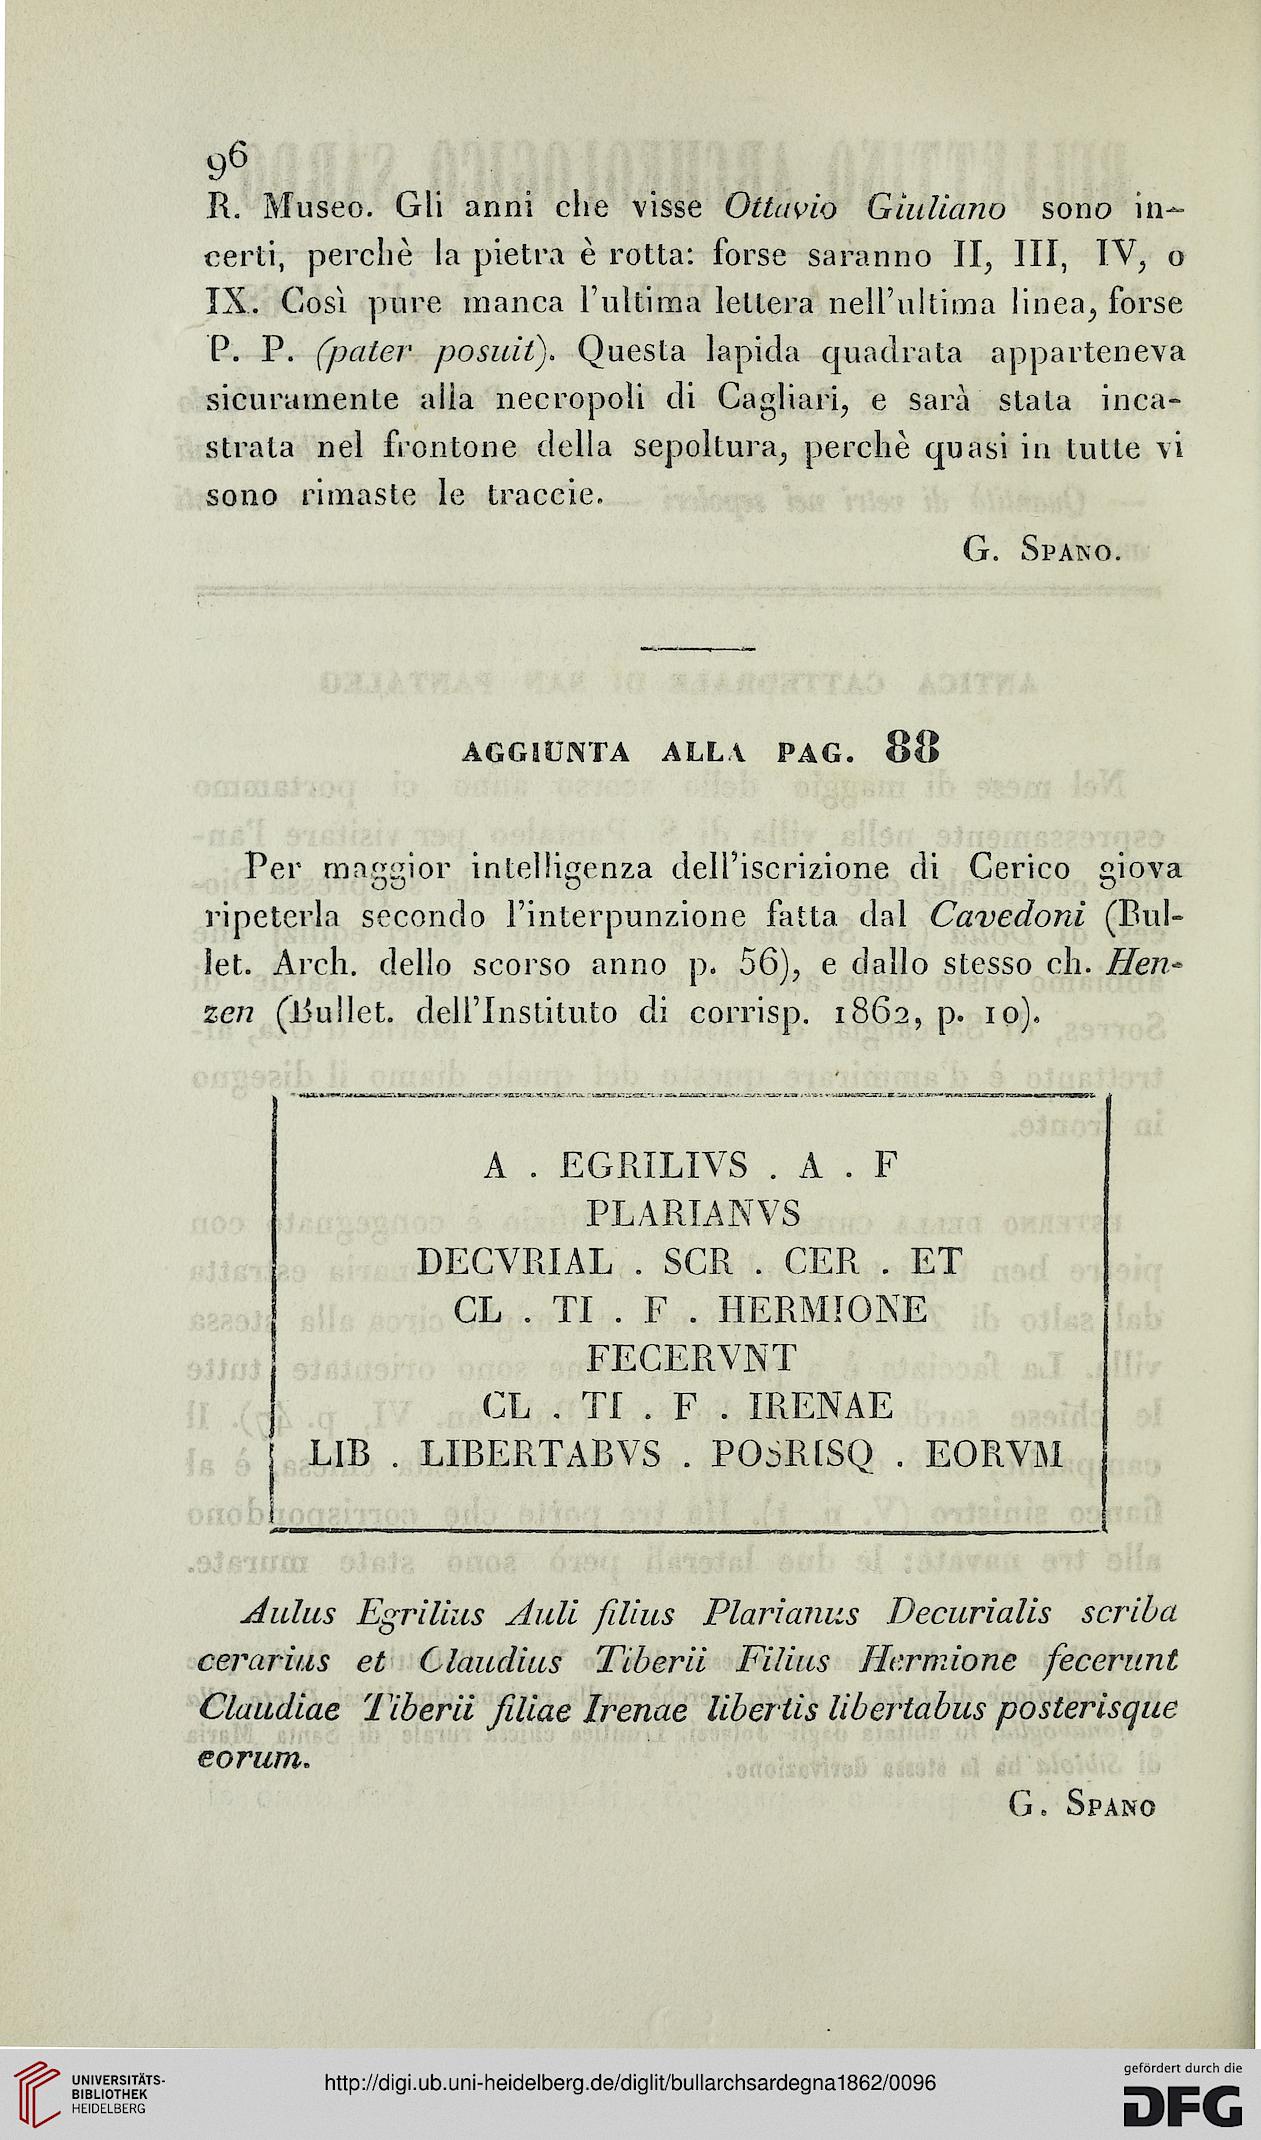 96
R. Museo. Gli anni che visse Ottavio Giuliano sono in-
certi, perchè la pietra è rotta: forse saranno II, III, IV, o
IX. Così pure manca l'ultima lettera nell'ultima linea, forse
P. P. (pater posuit). Questa lapida quadrata apparteneva
sicuramente alla necropoli di Cagliari, e sarà stata inca-
strata nel frontone della sepoltura, perchè quasi in tutte vi
sono rimaste le traccie.
G. SPANO.
AGGIUNTA ALLA PAG. 88
Per maggior intelligenza dell'iscrizione di Cerico giova
ripeterla secondo l'interpunzione fatta dal Cavedoni (Bul-
let. Arch. dello scorso anno p. 56), e dallo stesso ch. Hen-
zen (Bullet. dell'Instituto di corrisp. 1862, p. 10).
A . EGRILIVS . A . F
PLARIANVS
DECVRIAL . SCR . CER . ET
CL . TI . F . HERMIONE
FECERVNT
CL . TI . F . IRENAE
LIB . LIBERTABVS . POSRISQ . EORVM
Aulus Egrilius Auli filius Plarianus Decurialis scriba
cerarius et Claudius Tiberii Filius Hermione fecerunt
Claudiae Tiberii filiae Irenae libertis libertabus posterisque
eorum.
G. SPANO
UNIVERSITÄTS-
BIBLIOTHEK
HEIDELBERG
http://digi.ub.uni-heidelberg.de/diglit/bullarchsardegna1862/0096
gefördert durch die
DFG